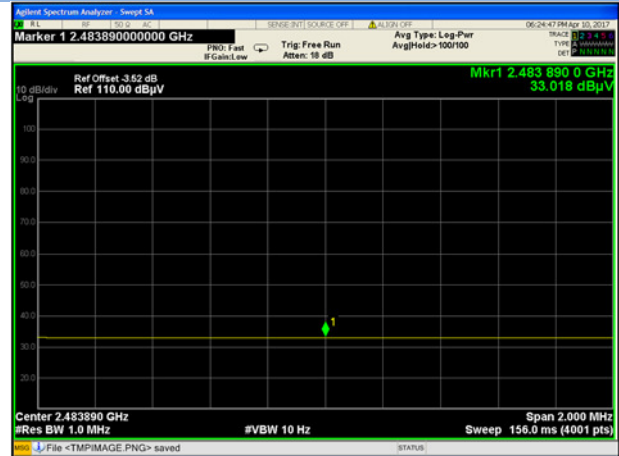 Agilent Spectrum Analyzer - Swept SA
RL RF 50 Ω AC SENSE:INT SOURCE OFF ALIGN OFF 06:24:47 PM Apr 10, 2017
Marker 1 2.483890000000 GHz
PNO: Fast Trig: Free Run Avg Type: Log-Pwr TRACE 1 2 3 4 5 6
IFGain:Low Atten: 18 dB Avg|Hold:>100/100 TYPE A WWWWW
DET P N N N N N
Mkr1 2.483 890 0 GHz
33.018 dBµV
Ref Offset -3.52 dB
10 dB/div Ref 110.00 dBµV
Log
100
90.0
80.0
70.0
60.0
50.0
40.0
30.0
20.0
1
Center 2.483890 GHz Span 2.000 MHz
#Res BW 1.0 MHz #VBW 10 Hz Sweep 156.0 ms (4001 pts)
MSG File <TMPIMAGE.PNG> saved STATUS